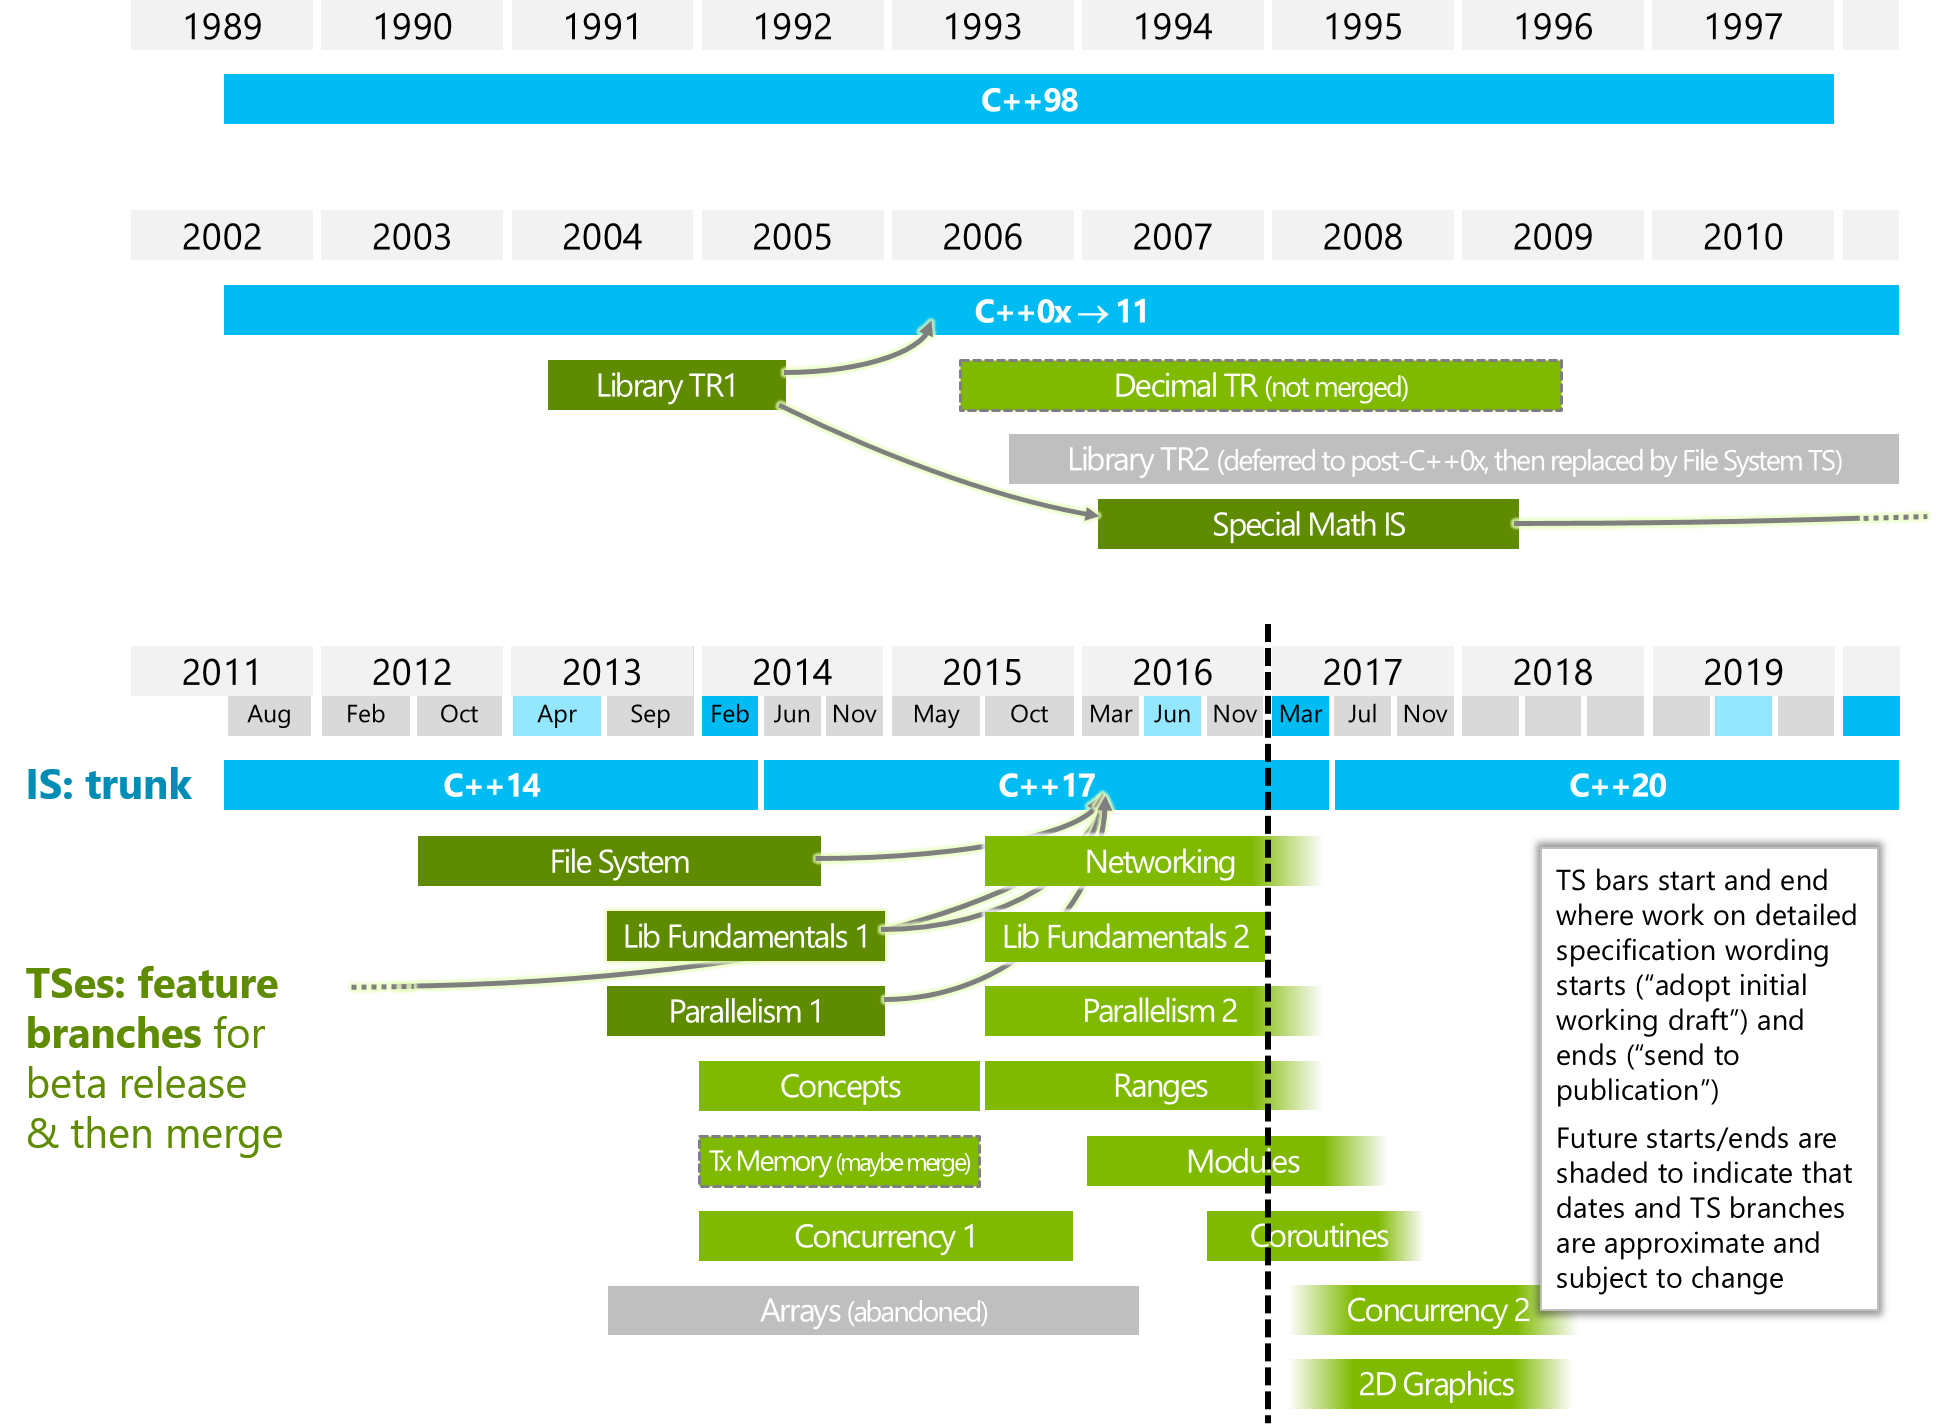 1989 1990 1991 1992 1993 1994 1995 1996 1997
C++98
2002 2003 2004 2005 2006 2007 2008 2009 2010
C++0x → 11
Library TR1
Decimal TR (not merged)
Library TR2 (deferred to post-C++0x, then replaced by File System TS)
Special Math IS
2011 2012 2013 2014 2015 2016 2017 2018 2019
Aug Feb Oct Apr Sep Feb Jun Nov May Oct Mar Jun Nov Mar Jul Nov
IS: trunk
C++14 C++17 C++20
File System Networking
Lib Fundamentals 1 Lib Fundamentals 2
TSes: feature
branches for
beta release
& then merge
Parallelism 1 Parallelism 2
Concepts Ranges
Tx Memory (maybe merge) Modules
Concurrency 1 Coroutines
Arrays (abandoned) Concurrency 2
2D Graphics
TS bars start and end
where work on detailed
specification wording
starts (“adopt initial
working draft”) and
ends (“send to
publication”)
Future starts/ends are
shaded to indicate that
dates and TS branches
are approximate and
subject to change